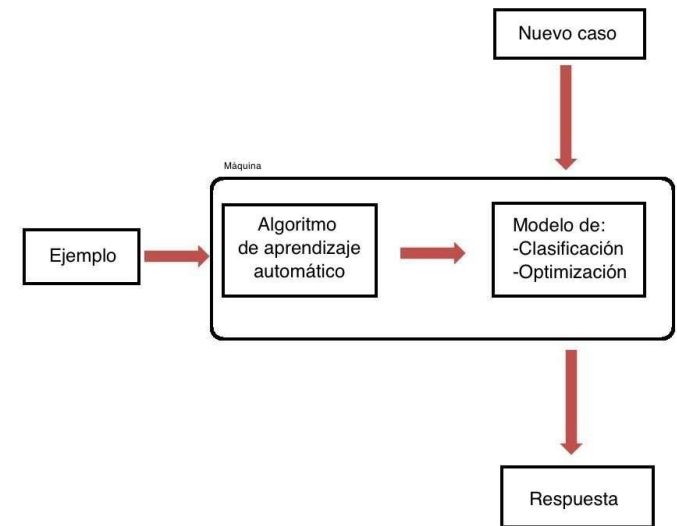 Nuevo caso
Màquina
Algoritmo
de aprendizaje
automático
Modelo de:
-Clasificación
-Optimización
Ejemplo
Respuesta